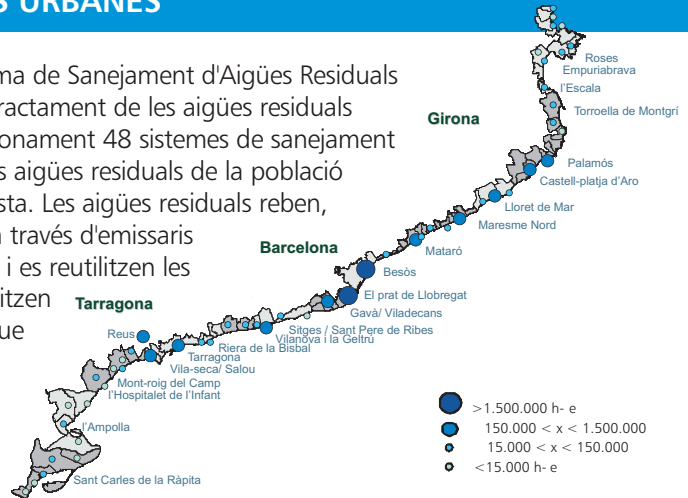 URBANES
ma de Sanejament d'Aigües Residuals
ractament de les aigües residuals
onament 48 sistemes de sanejament
s aigües residuals de la població
sta. Les aigües residuals reben,
través d'emissaris
i es reutilitzen les
itzen
ue
Girona
Barcelona
Tarragona
Roses
Empuriabrava
l'Escala
Torroella de Montgrí
Palamós
Castell-platja d'Aro
Lloret de Mar
Maresme Nord
Mataró
Besòs
El prat de Llobregat
Gavà/ Viladecans
Sitges / Sant Pere de Ribes
Vilanova i la Geltrú
Riera de la Bisbal
Reus
Tarragona
Vila-seca/ Salou
Mont-roig del Camp
l'Hospitalet de l'Infant
l'Ampolla
Sant Carles de la Ràpita
>1.500.000 h- e
150.000 < x < 1.500.000
15.000 < x < 150.000
<15.000 h- e